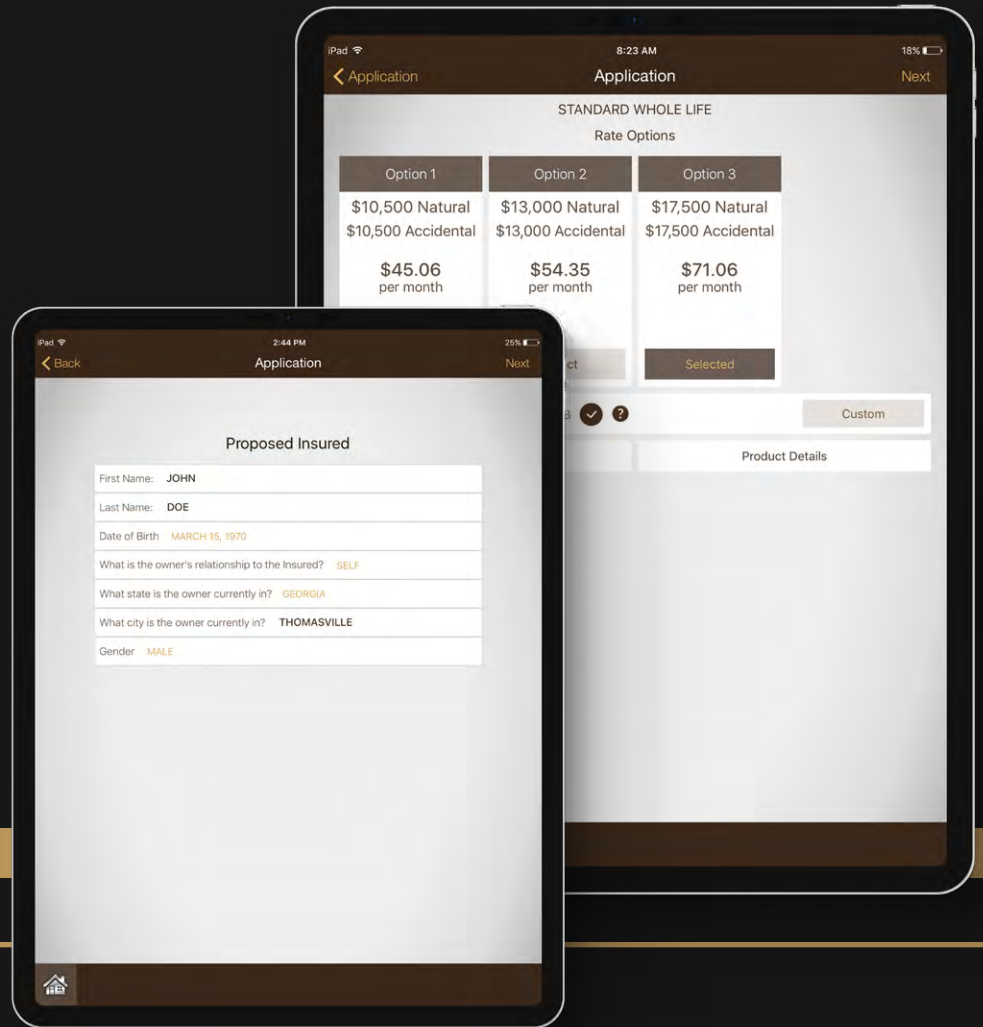 iPad
8:23 AM
18%
Application
Application
Next
STANDARD WHOLE LIFE
Rate Options
Option 1
$10,500 Natural
$10,500 Accidental
$45.06
per month
Option 2
$13,000 Natural
$13,000 Accidental
$54.35
per month
Option 3
$17,500 Natural
$17,500 Accidental
$71.06
per month
Selected
?
Custom
Product Details
iPad
2:44 PM
25%
Back
Application
Next
Proposed Insured
First Name: JOHN
Last Name: DOE
Date of Birth MARCH 15, 1970
What is the owner's relationship to the Insured? SELF
What state is the owner currently in? GEORGIA
What city is the owner currently in? THOMASVILLE
Gender MALE